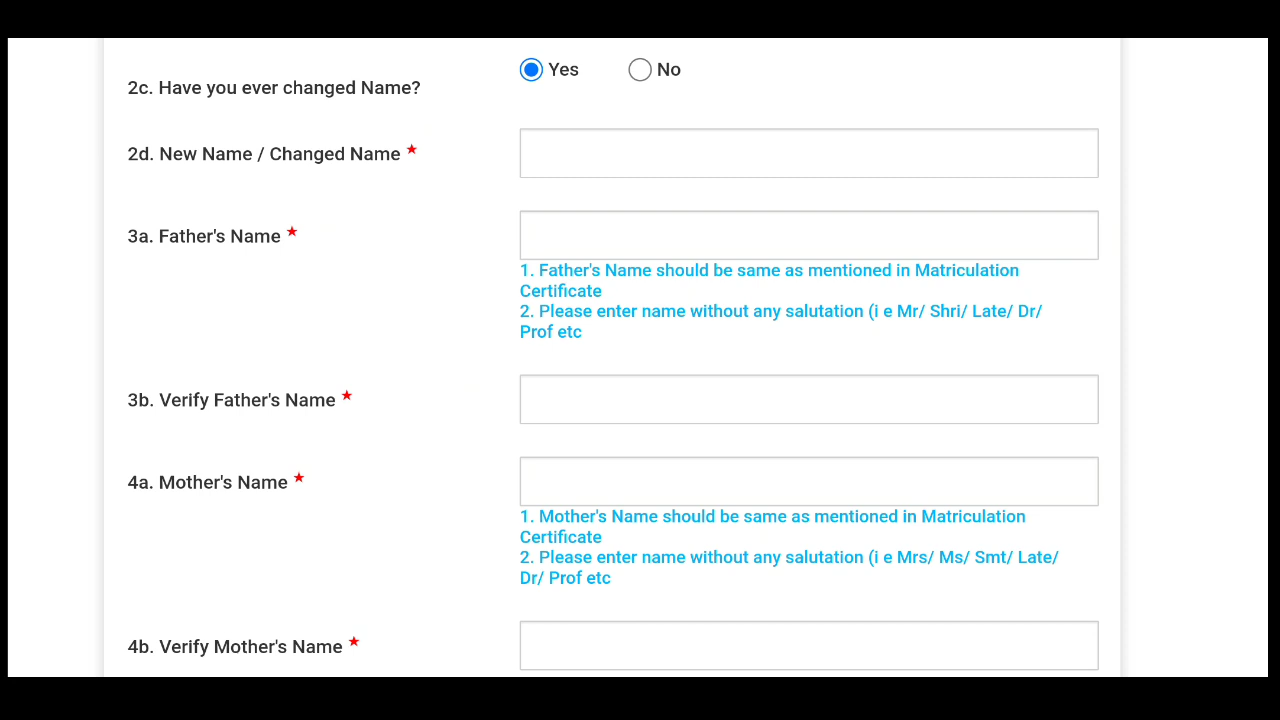 Yes No
2c. Have you ever changed Name?
2d. New Name / Changed Name ★
3a. Father's Name ★
1. Father's Name should be same as mentioned in Matriculation
Certificate
2. Please enter name without any salutation (i e Mr/ Shri/ Late/ Dr/
Prof etc
3b. Verify Father's Name ★
4a. Mother's Name ★
1. Mother's Name should be same as mentioned in Matriculation
Certificate
2. Please enter name without any salutation (i e Mrs/ Ms/ Smt/ Late/
Dr/ Prof etc
4b. Verify Mother's Name ★